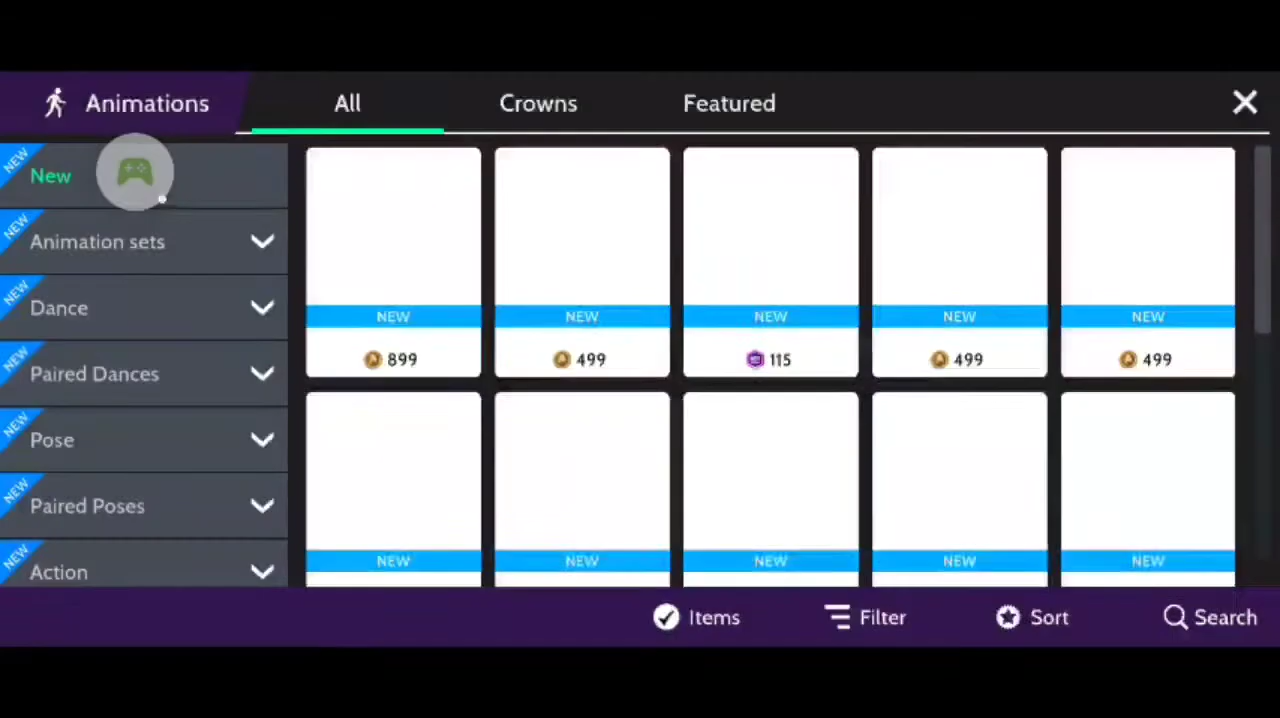 Animations
All
Crowns
Featured
NEW
New
NEW
Animation sets
NEW
Dance
NEW
Paired Dances
NEW
Pose
NEW
Paired Poses
NEW
Action
NEW NEW NEW NEW NEW
899 499 115 499 499
NEW NEW NEW NEW NEW
Items
Filter
Sort
Search